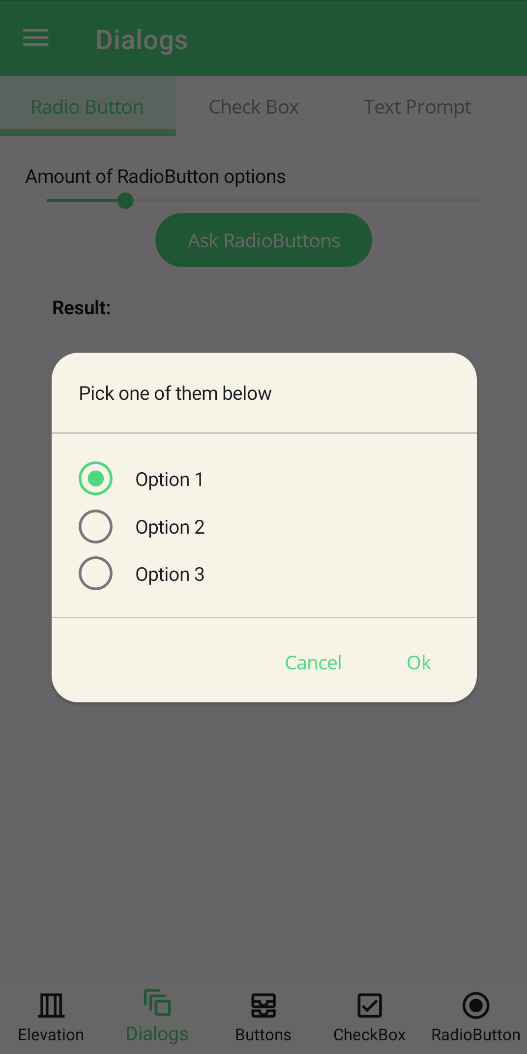 Dialogs
Radio Button Check Box Text Prompt
Amount of RadioButton options
Ask RadioButtons
Result:
Pick one of them below
Option 1
Option 2
Option 3
Cancel Ok
Elevation Dialogs Buttons CheckBox RadioButton